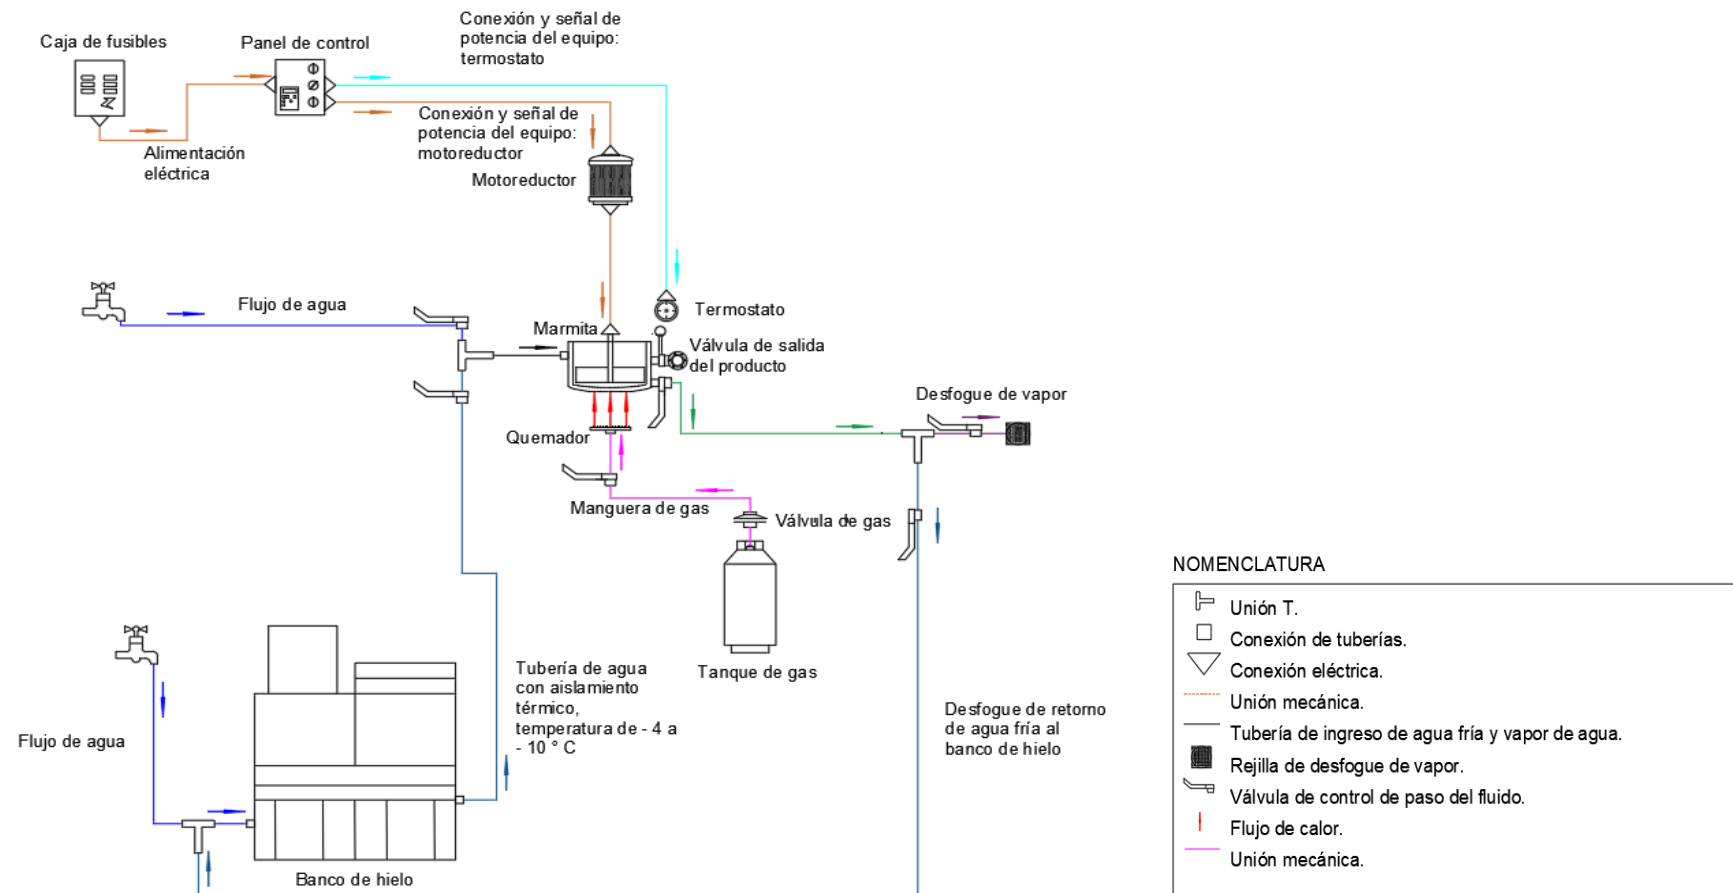 Caja de fusibles
Panel de control
Conexión y señal de
potencia del equipo:
termostato
Conexión y señal de
potencia del equipo:
motoreductor
Alimentación
eléctrica
Motoreductor
Flujo de agua
Termostato
Marmita
Válvula de salida
del producto
Desfogue de vapor
Quemador
Manguera de gas
Válvula de gas
Tanque de gas
Tubería de agua
con aislamiento
térmico,
temperatura de - 4 a
- 10 ° C
Flujo de agua
Desfogue de retorno
de agua fría al
banco de hielo
Banco de hielo
NOMENCLATURA
Unión T.
Conexión de tuberías.
Conexión eléctrica.
Unión mecánica.
Tubería de ingreso de agua fría y vapor de agua.
Rejilla de desfogue de vapor.
Válvula de control de paso del fluido.
Flujo de calor.
Unión mecánica.